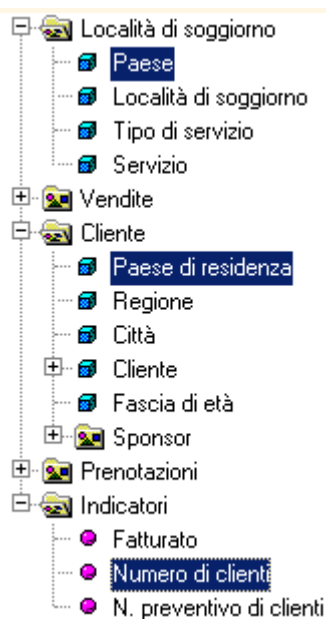 Località di soggiorno
Paese
Località di soggiorno
Tipo di servizio
Servizio
Vendite
Cliente
Paese di residenza
Regione
Città
Cliente
Fascia di età
Sponsor
Prenotazioni
Indicatori
Fatturato
Numero di clienti
N. preventivo di clienti